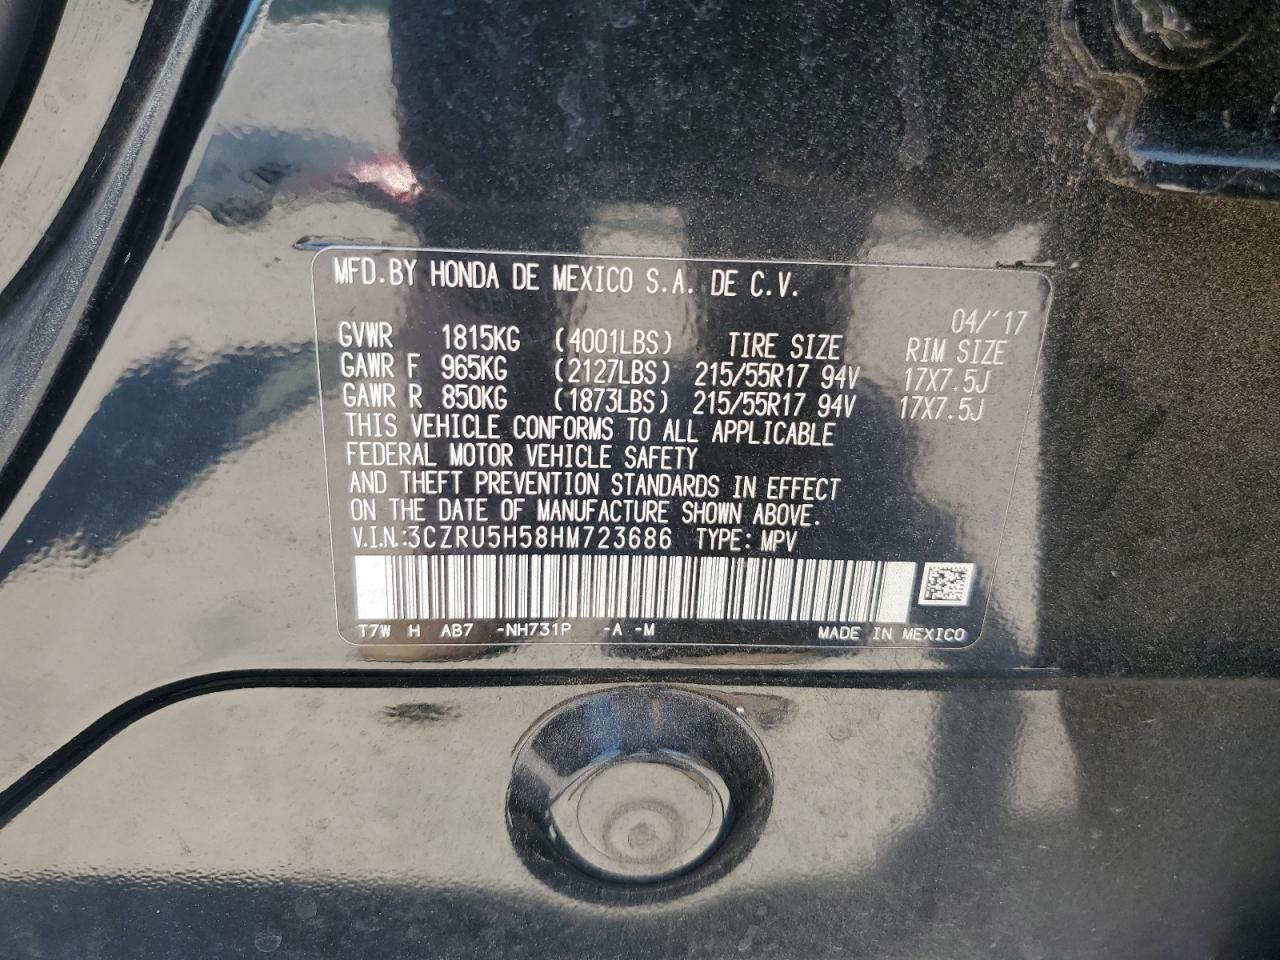 MFD.BY HONDA DE MEXICO S.A. DE C.V.
04/'17
GVWR 1815KG (4001LBS) TIRE SIZE RIM SIZE
GAWR F 965KG (2127LBS) 215/55R17 94V 17X7.5J
GAWR R 850KG (1873LBS) 215/55R17 94V 17X7.5J
THIS VEHICLE CONFORMS TO ALL APPLICABLE
FEDERAL MOTOR VEHICLE SAFETY
AND THEFT PREVENTION STANDARDS IN EFFECT
ON THE DATE OF MANUFACTURE SHOWN ABOVE.
V.I.N.:3CZRU5H58HM723686 TYPE: MPV
T7W H AB7 -NH731P -A -M MADE IN MEXICO